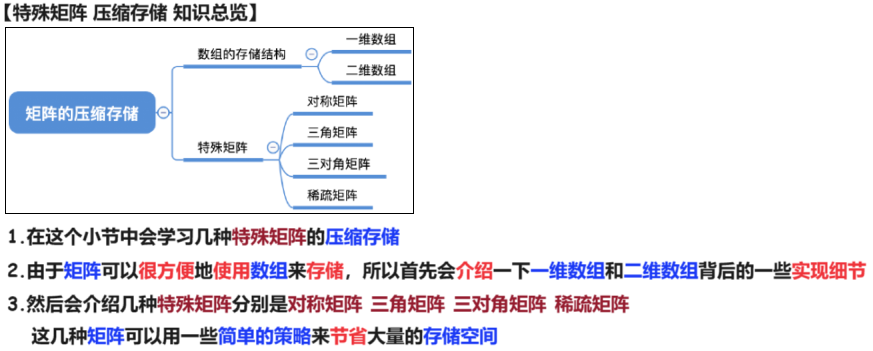 【特殊矩阵 压缩存储 知识总览】
一维数组
数组的存储结构
二维数组
矩阵的压缩存储
对称矩阵
三角矩阵
特殊矩阵
三对角矩阵
稀疏矩阵
1.在这个小节中会学习几种特殊矩阵的压缩存储
2.由于矩阵可以很方便地使用数组来存储，所以首先会介绍一下一维数组和二维数组背后的一些实现细节
3.然后会介绍几种特殊矩阵分别是对称矩阵 三角矩阵 三对角矩阵 稀疏矩阵
这几种矩阵可以用一些简单的策略来节省大量的存储空间